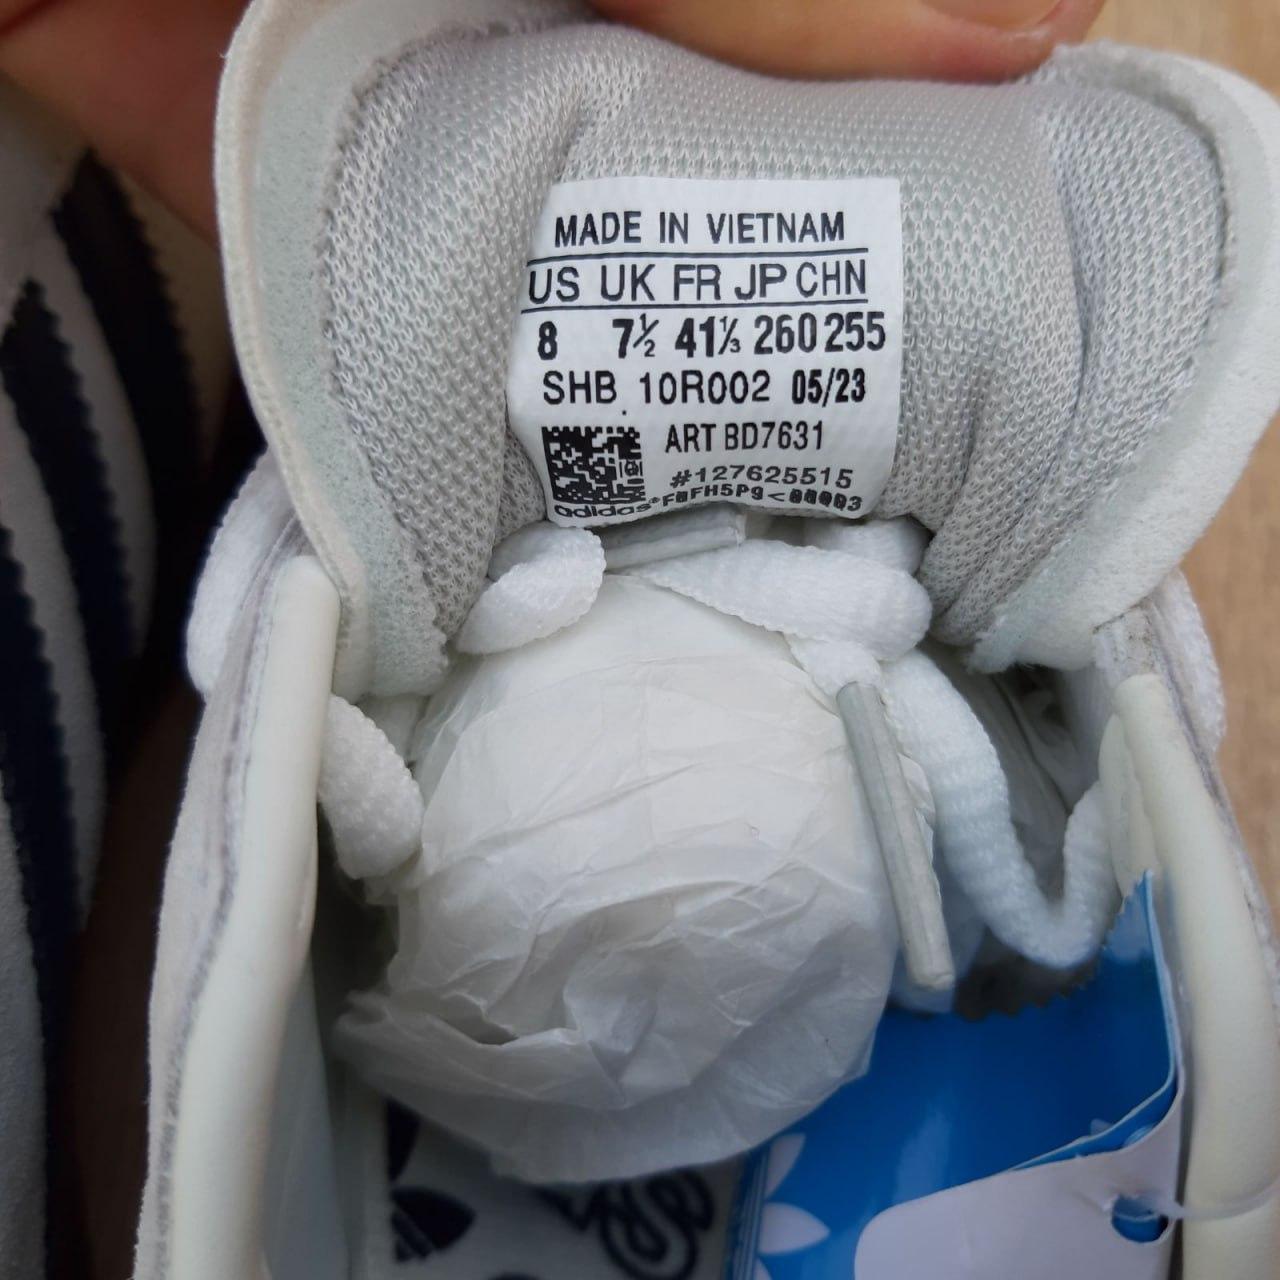 MADE IN VIETNAM
US UK FR JP CHN
8 7½ 41⅓ 260 255
SHB 10R002 05/23
ART BD7631
#127625515
adidas®